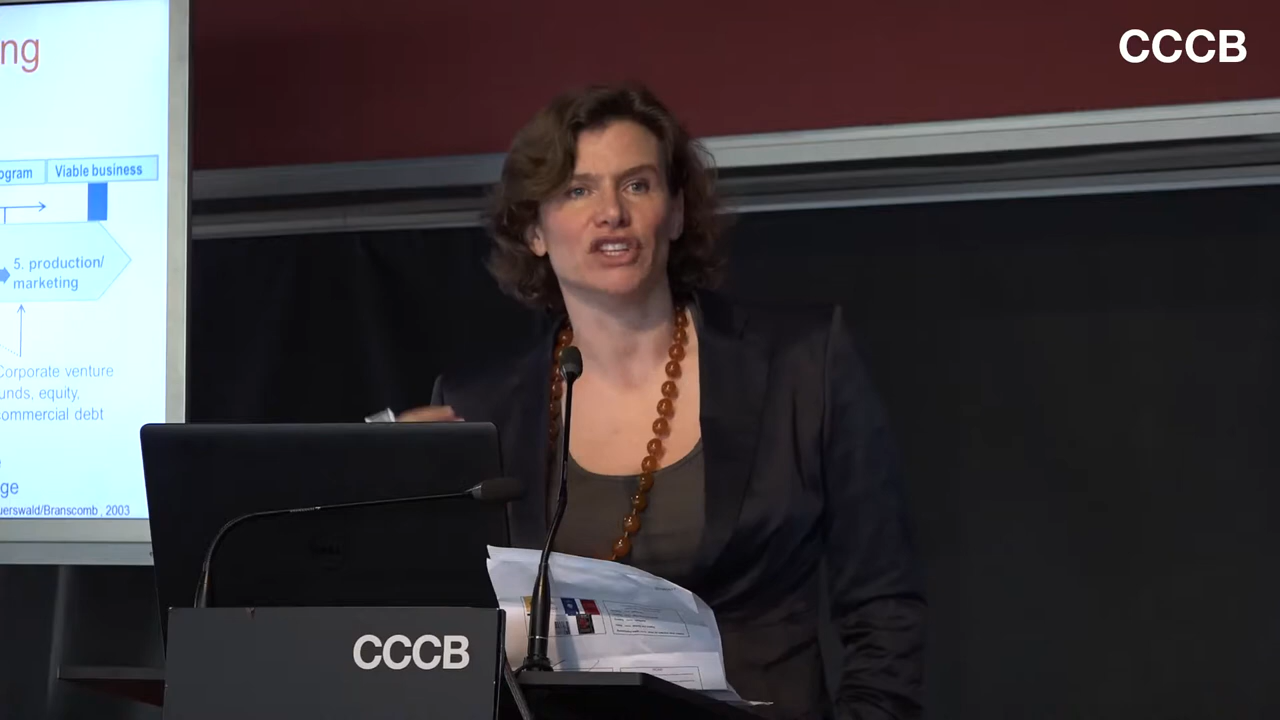 ng
ogram
Viable business
5. production/
marketing
Corporate venture
unds, equity,
ommercial debt
ge
uerswald/Branscomb, 2003
CCCB
CCCB